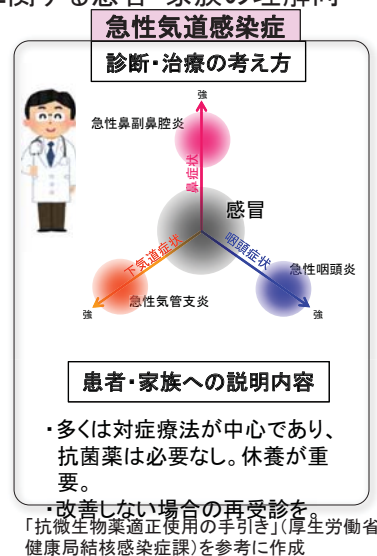 関する患者・家族の理解向
急性気道感染症
診断・治療の考え方
強
急性鼻副鼻腔炎
鼻症状
感冒
下気道症状
咽頭症状
急性咽頭炎
急性気管支炎
強
強
患者・家族への説明内容
・多くは対症療法が中心であり、
抗菌薬は必要なし。休養が重
要。
・改善しない場合の再受診を。
「抗微生物薬適正使用の手引き」(厚生労働省
健康局結核感染症課)を参考に作成